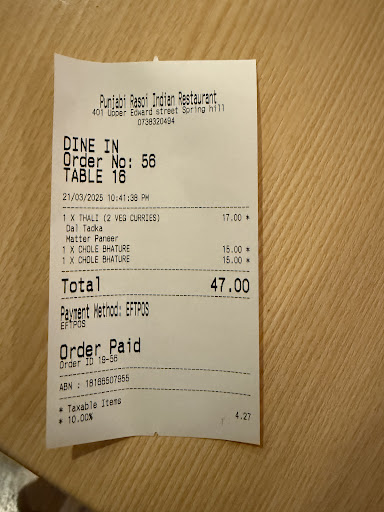 Punjabi Rasoi Indian Restaurant
401 Upper Edward street Spring hill
0738320494
DINE IN
Order No: 56
TABLE 16
21/03/2025 10:41:38 PM
1 X THALI (2 VEG CURRIES) 17.00 *
Dal Tadka
Matter Paneer
1 X CHOLE BHATURE 15.00 *
1 X CHOLE BHATURE 15.00 *
Total 47.00
Payment Method: EFTPOS
EFTPOS
Order Paid
Order ID 19-56
ABN : 18166507955
* Taxable Items
* 10.00% 4.27